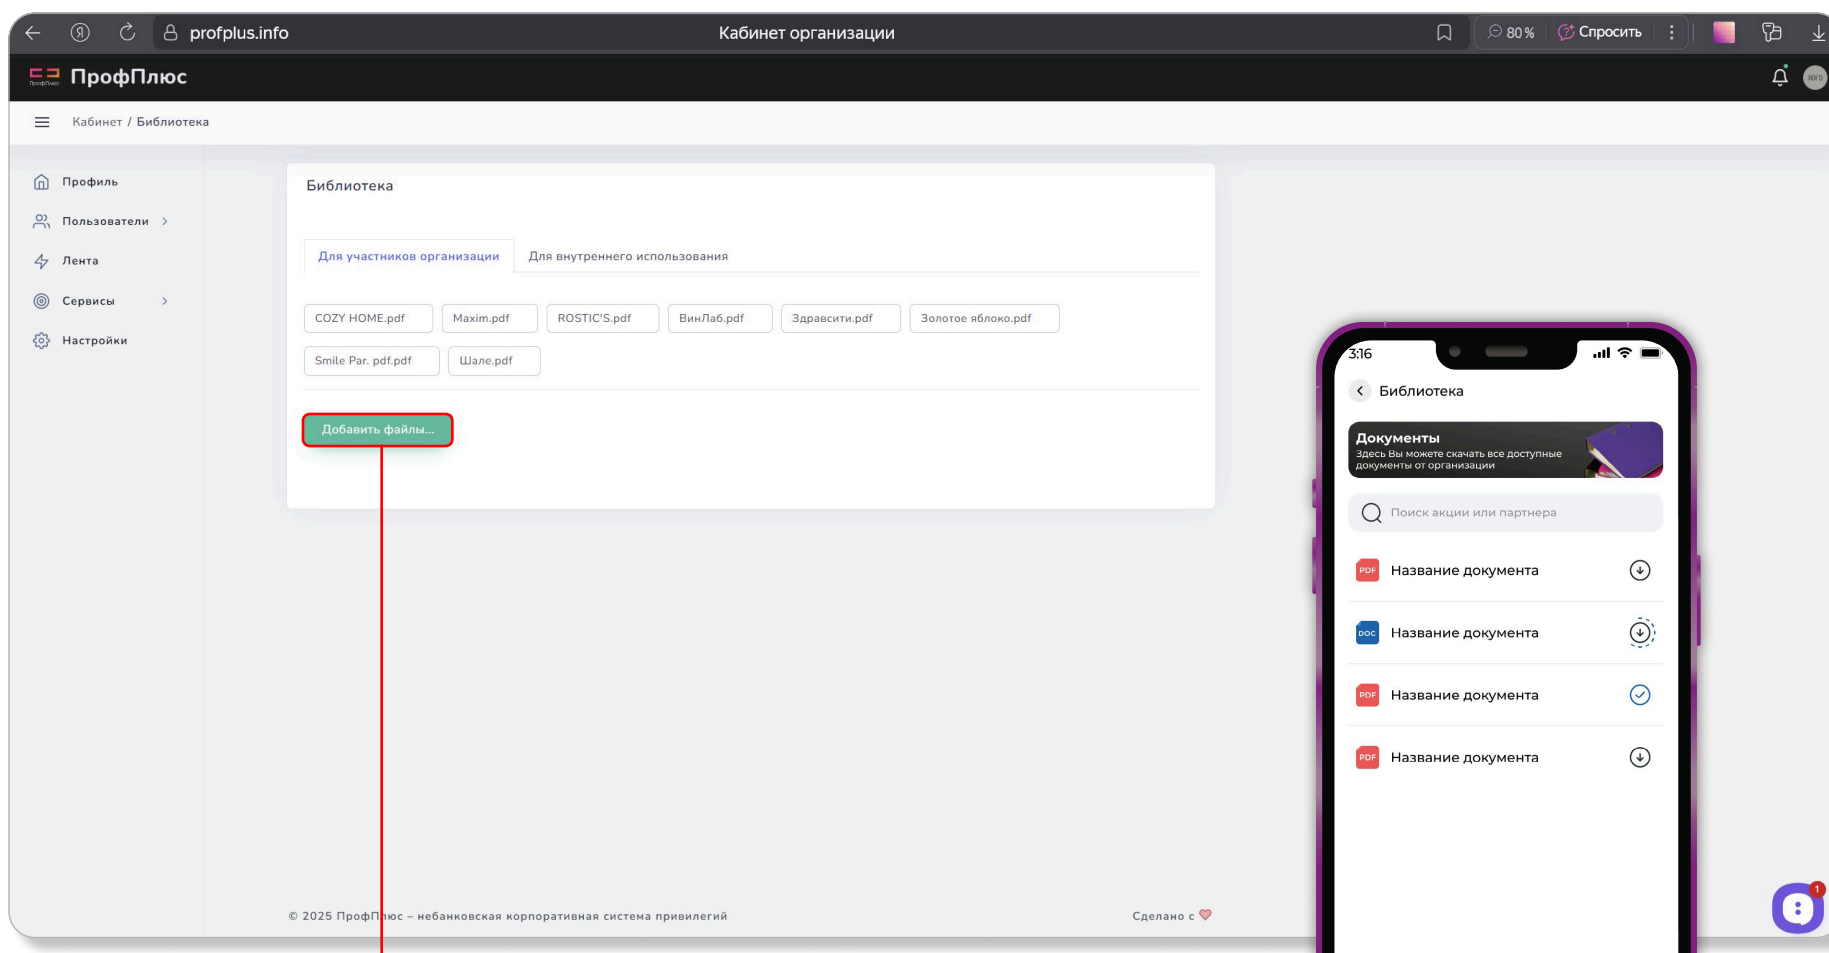 profplus.info
Кабинет организации
80 %
Спросить
ПрофПлюс
ПрофПлюс
Кабинет / Библиотека
Профиль
Пользователи
Лента
Сервисы
Настройки
Библиотека
Для участников организации
Для внутреннего использования
COZY HOME.pdf
Maxim.pdf
ROSTIC'S.pdf
ВинЛаб.pdf
Здравсити.pdf
Золотое яблоко.pdf
Smile Par. pdf.pdf
Шале.pdf
Добавить файлы...
© 2025 ПрофПлюс – небанковская корпоративная система привилегий
Сделано с
3:16
Библиотека
Документы
Здесь Вы можете скачать все доступные
документы от организации
Поиск акции или партнера
PDF Название документа
DOC Название документа
PDF Название документа
PDF Название документа
1